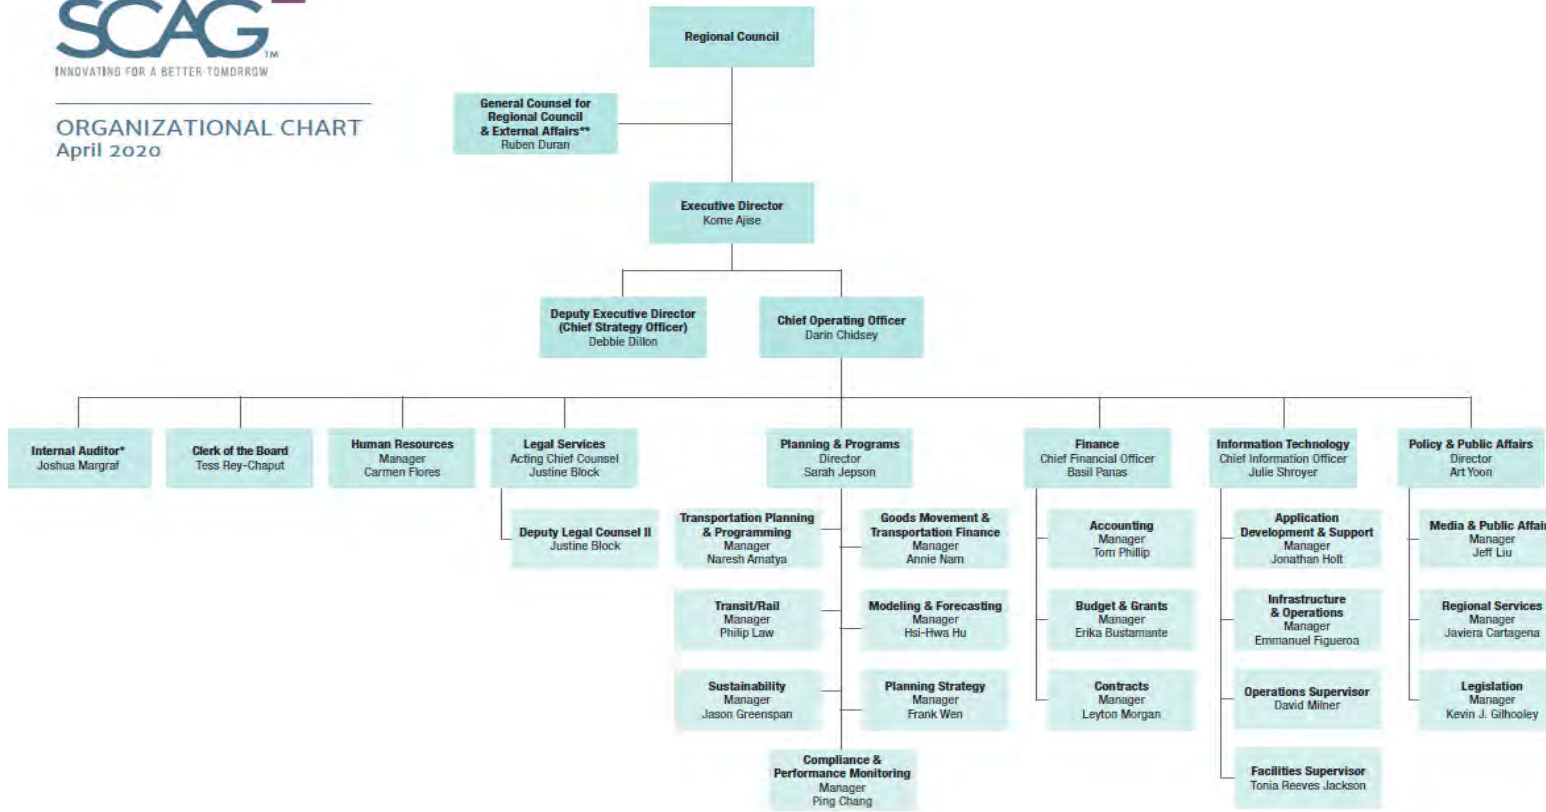 SCAG TM
INNOVATING FOR A BETTER TOMORROW
ORGANIZATIONAL CHART
April 2020
Regional Council
General Counsel for
Regional Council
& External Affairs**
Ruben Duran
Executive Director
Kome Ajise
Deputy Executive Director
(Chief Strategy Officer)
Debbie Dillon
Chief Operating Officer
Darin Chidsey
Internal Auditor*
Joshua Margraf
Clerk of the Board
Tess Rey-Chaput
Human Resources
Manager
Carmen Flores
Legal Services
Acting Chief Counsel
Justine Block
Deputy Legal Counsel II
Justine Block
Planning & Programs
Director
Sarah Jepson
Transportation Planning
& Programming
Manager
Naresh Amatya
Goods Movement &
Transportation Finance
Manager
Annie Nam
Transit/Rail
Manager
Philip Law
Modeling & Forecasting
Manager
Hsi-Hwa Hu
Sustainability
Manager
Jason Greenspan
Planning Strategy
Manager
Frank Wen
Compliance &
Performance Monitoring
Manager
Ping Chang
Finance
Chief Financial Officer
Basil Panas
Accounting
Manager
Tom Phillip
Budget & Grants
Manager
Erika Bustamante
Contracts
Manager
Leyton Morgan
Information Technology
Chief Information Officer
Julie Shroyer
Application
Development & Support
Manager
Jonathan Holt
Infrastructure
& Operations
Manager
Emmanuel Figueroa
Operations Supervisor
David Milner
Facilities Supervisor
Tonia Reeves Jackson
Policy & Public Affairs
Director
Art Yoon
Media & Public Affair
Manager
Jeff Liu
Regional Services
Manager
Javiera Cartagena
Legislation
Manager
Kevin J. Gilhooley